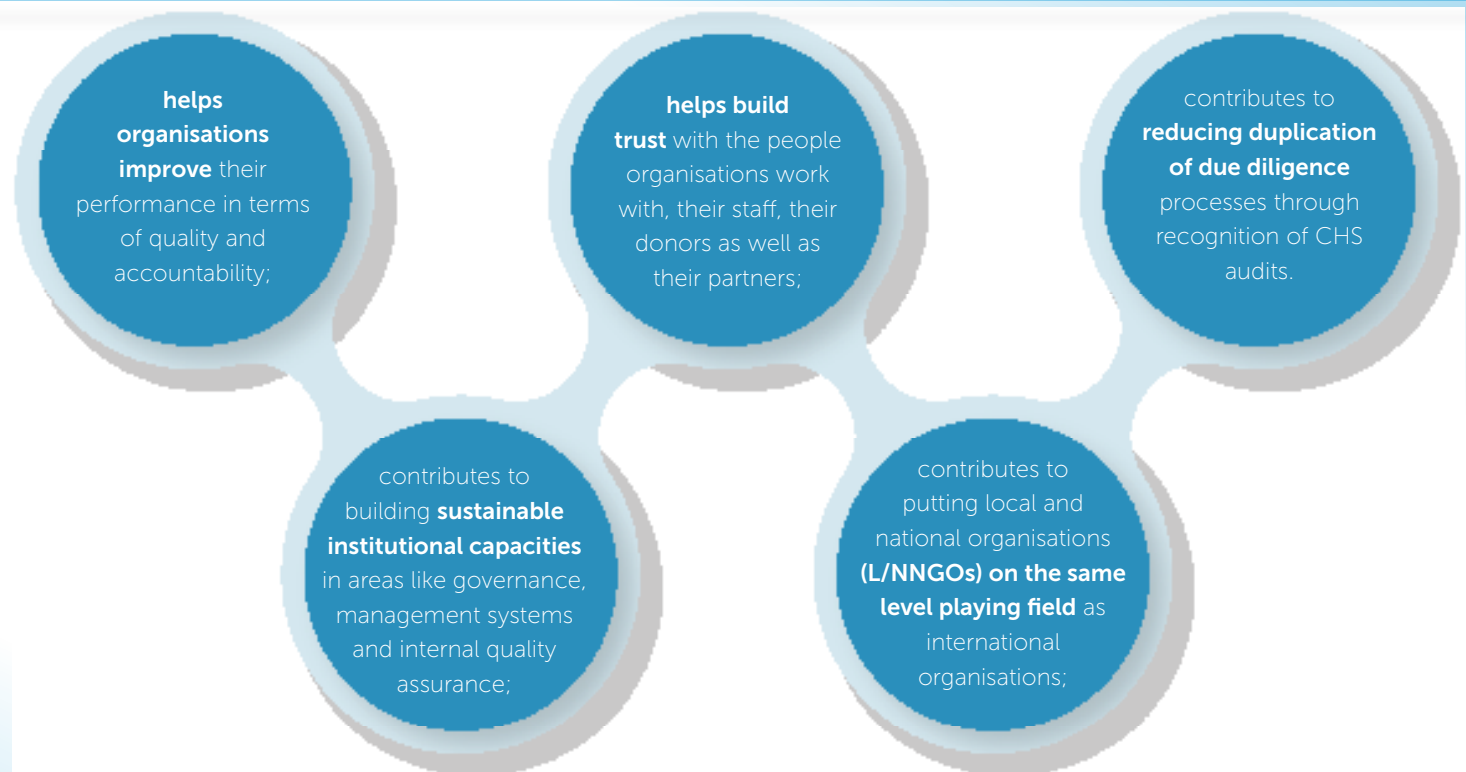 helps
organisations
improve their
performance in terms
of quality and
accountability;
contributes to
building sustainable
institutional capacities
in areas like governance,
management systems
and internal quality
assurance;
helps build
trust with the people
organisations work
with, their staff, their
donors as well as
their partners;
contributes to
putting local and
national organisations
(L/NNGOs) on the same
level playing field as
international
organisations;
contributes to
reducing duplication
of due diligence
processes through
recognition of CHS
audits.